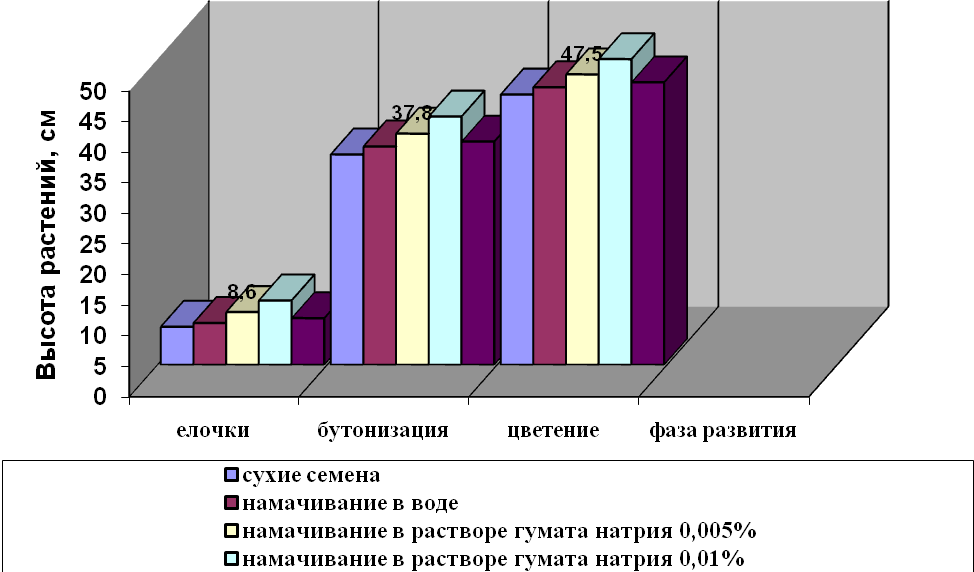 Высота растений, см
50
45
40
35
30
25
20
15
10
5
0
8,6
37,8
47,5
елочки бутонизация цветение фаза развития
сухие семена
намачивание в воде
намачивание в растворе гумата натрия 0,005%
намачивание в растворе гумата натрия 0,01%